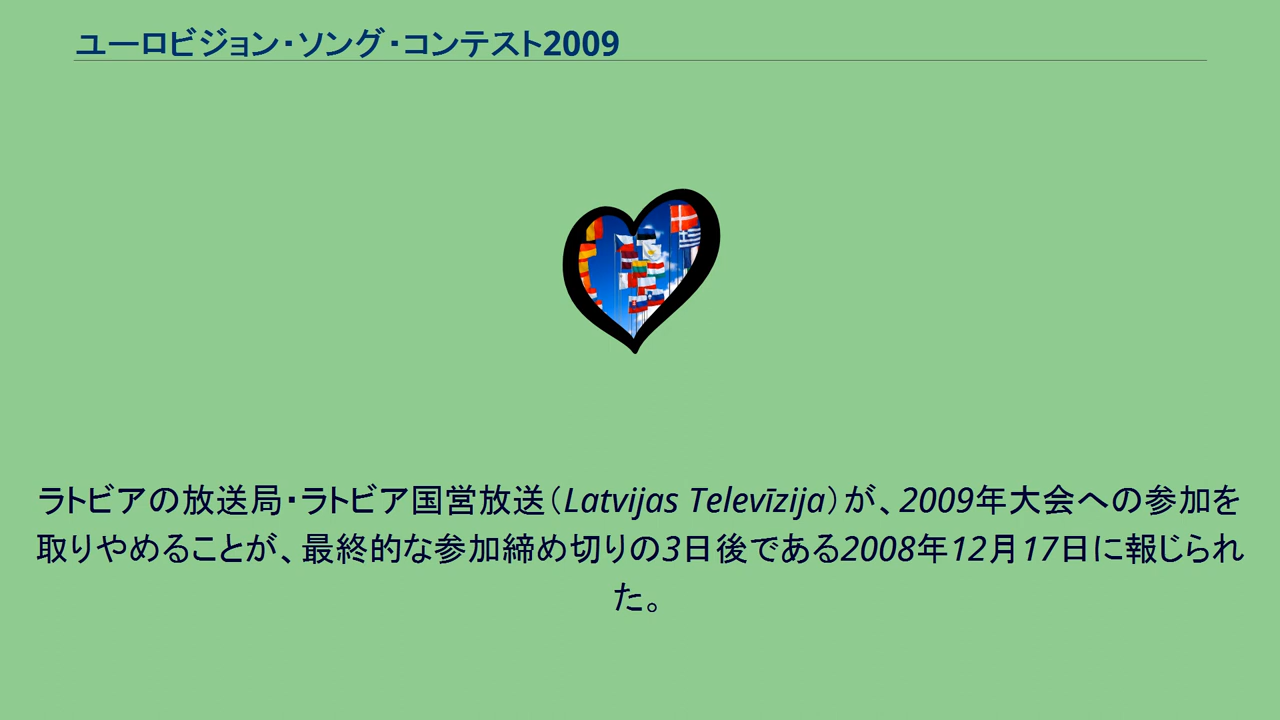 ユーロビジョン・ソング・コンテスト2009
ラトビアの放送局・ラトビア国営放送（Latvijas Televīzija）が、2009年大会への参加を
取りやめることが、最終的な参加締め切りの3日後である2008年12月17日に報じられ
た。